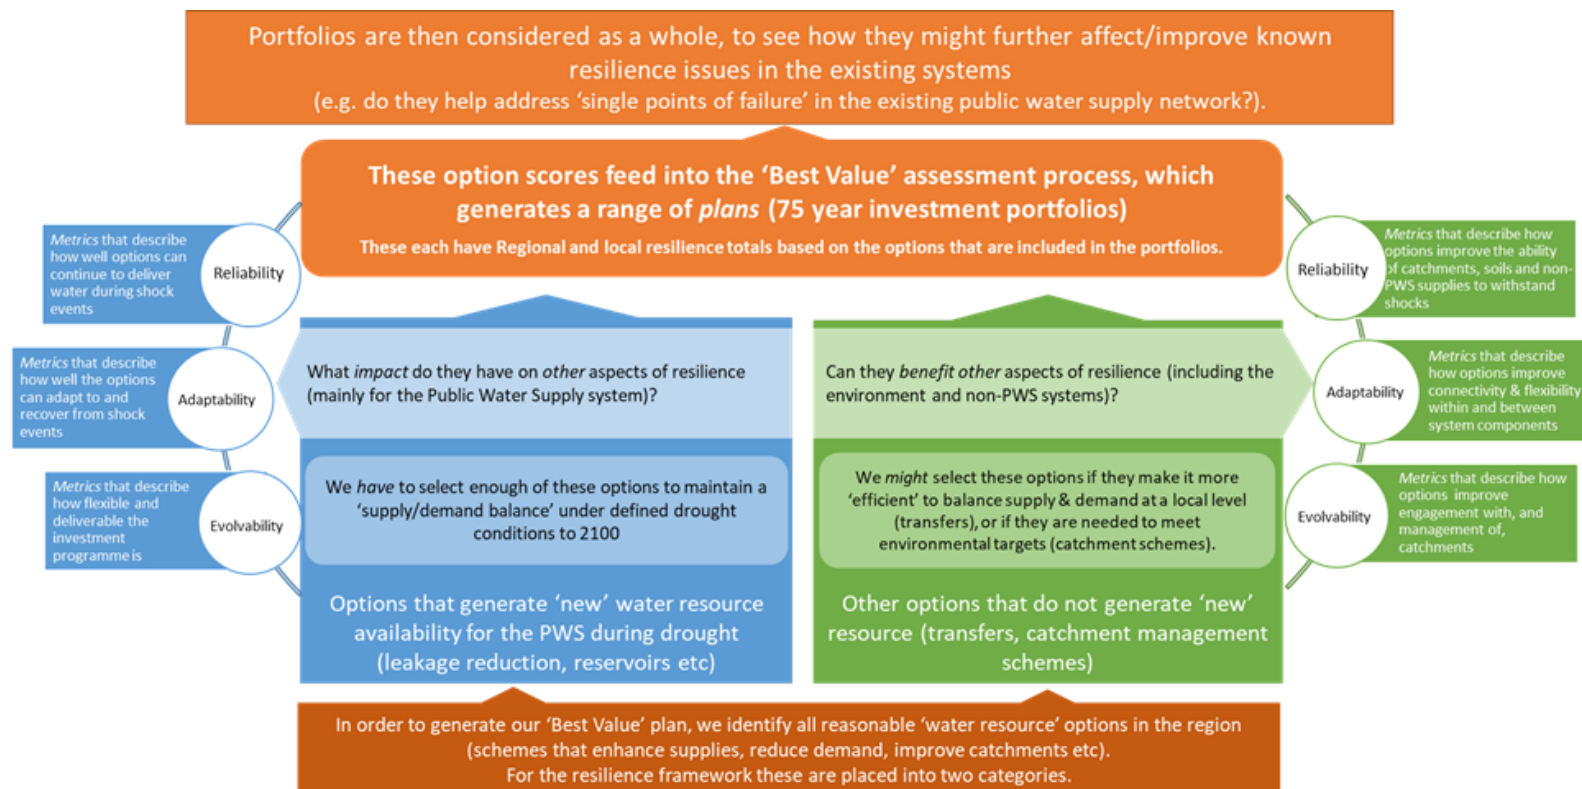 Portfolios are then considered as a whole, to see how they might further affect/improve known
resilience issues in the existing systems
(e.g. do they help address ‘single points of failure’ in the existing public water supply network?).
These option scores feed into the ‘Best Value’ assessment process, which
generates a range of plans (75 year investment portfolios)
These each have Regional and local resilience totals based on the options that are included in the portfolios.
Metrics that describe
how well options can
continue to deliver
water during shock
events
Reliability
Metrics that describe
how well the options
can adapt to and
recover from shock
events
Adaptability
Metrics that describe
how flexible and
deliverable the
investment
programme is
Evolvability
What impact do they have on other aspects of resilience
(mainly for the Public Water Supply system)?
We have to select enough of these options to maintain a
‘supply/demand balance’ under defined drought
conditions to 2100
Options that generate ‘new’ water resource
availability for the PWS during drought
(leakage reduction, reservoirs etc)
Can they benefit other aspects of resilience (including the
environment and non-PWS systems)?
We might select these options if they make it more
‘efficient’ to balance supply & demand at a local level
(transfers), or if they are needed to meet
environmental targets (catchment schemes).
Other options that do not generate ‘new’
resource (transfers, catchment management
schemes)
Reliability
Metrics that describe how
options improve the ability
of catchments, soils and non-
PWS supplies to withstand
shocks
Adaptability
Metrics that describe
how options improve
connectivity & flexibility
within and between
system components
Evolvability
Metrics that describe how
options improve
engagement with, and
management of,
catchments
In order to generate our ‘Best Value’ plan, we identify all reasonable ‘water resource’ options in the region
(schemes that enhance supplies, reduce demand, improve catchments etc).
For the resilience framework these are placed into two categories.